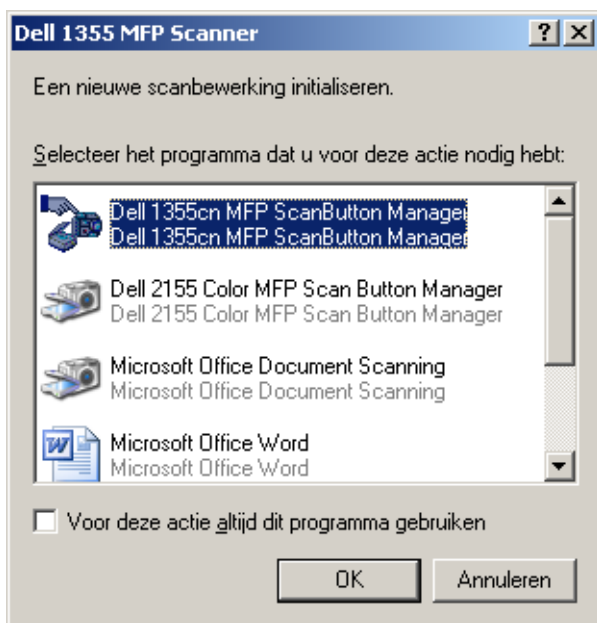 Dell 1355 MFP Scanner
Een nieuwe scanbewerking initialiseren.
Selecteer het programma dat u voor deze actie nodig hebt:
Dell 1355cn MFP ScanButton Manager
Dell 1355cn MFP ScanButton Manager
Dell 2155 Color MFP Scan Button Manager
Dell 2155 Color MFP Scan Button Manager
Microsoft Office Document Scanning
Microsoft Office Document Scanning
Microsoft Office Word
Microsoft Office Word
Voor deze actie altijd dit programma gebruiken
OK
Annuleren